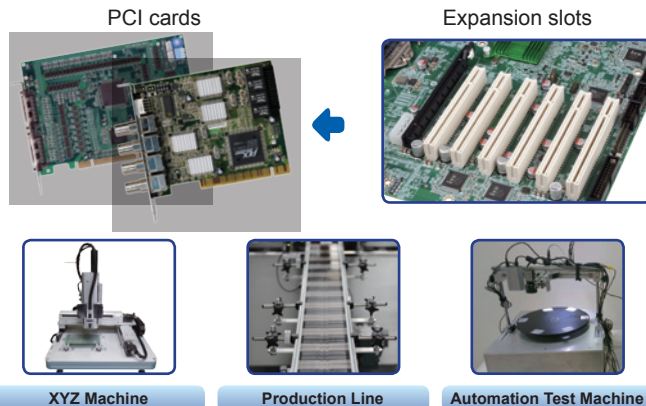 PCI cards
Expansion slots
XYZ Machine
Production Line
Automation Test Machine